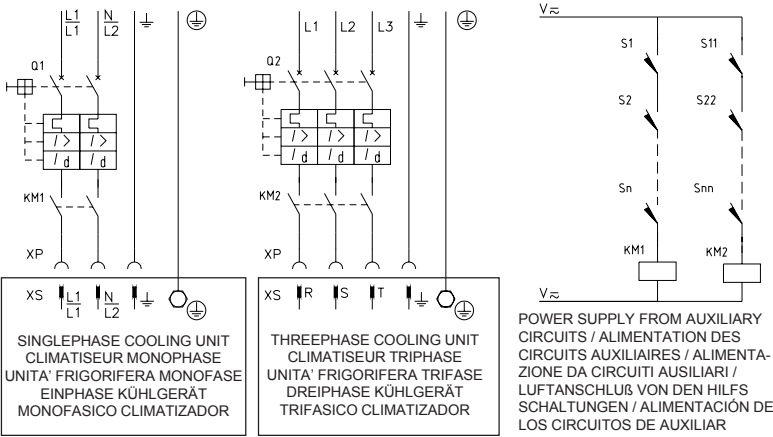 L1
L1
N
L2
Q1
I >
I d
I >
I d
KM1
XP
XS
L1
L1
N
L2
SINGLEPHASE COOLING UNIT
CLIMATISEUR MONOPHASE
UNITA' FRIGORIFERA MONOFASE
EINPHASE KÜHLGERÄT
MONOFASICO CLIMATIZADOR
L1 L2 L3
Q2
I > I > I >
I d I d I d
KM2
XP
XS R S T
THREEPHASE COOLING UNIT
CLIMATISEUR TRIPHASE
UNITA' FRIGORIFERA TRIFASE
DREIPHASE KÜHLGERÄT
TRIFASICO CLIMATIZADOR
V≂
S1 S11
S2 S22
Sn Snn
KM1 KM2
V≂
POWER SUPPLY FROM AUXILIARY
CIRCUITS / ALIMENTATION DES
CIRCUITS AUXILIAIRES / ALIMENTA-
ZIONE DA CIRCUITI AUSILIARI /
LUFTANSCHLUß VON DEN HILFS
SCHALTUNGEN / ALIMENTACIÓN DE
LOS CIRCUITOS DE AUXILIAR